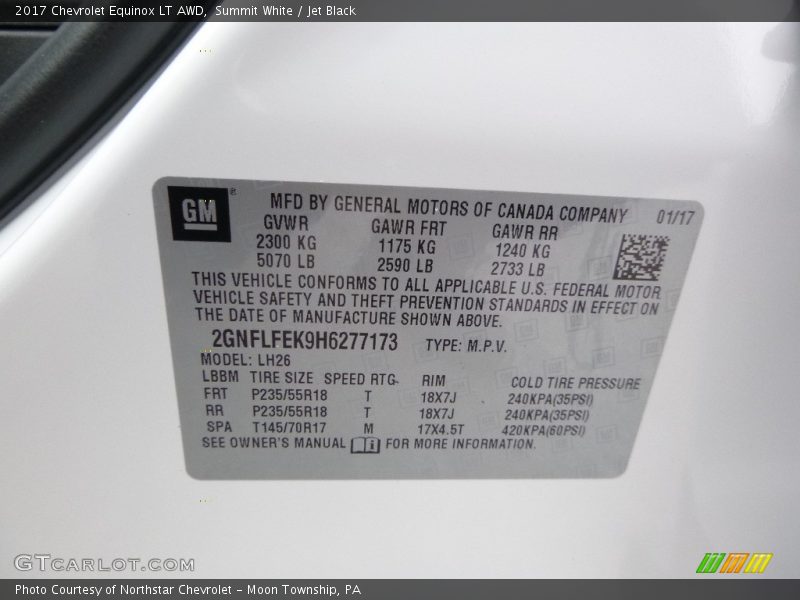 2017 Chevrolet Equinox LT AWD, Summit White / Jet Black
GM®
MFD BY GENERAL MOTORS OF CANADA COMPANY 01/17
GVWR GAWR FRT GAWR RR
2300 KG 1175 KG 1240 KG
5070 LB 2590 LB 2733 LB
THIS VEHICLE CONFORMS TO ALL APPLICABLE U.S. FEDERAL MOTOR
VEHICLE SAFETY AND THEFT PREVENTION STANDARDS IN EFFECT ON
THE DATE OF MANUFACTURE SHOWN ABOVE.
2GNFLFEK9H6277173 TYPE: M.P.V.
MODEL: LH26
LBBM TIRE SIZE SPEED RTG RIM COLD TIRE PRESSURE
FRT P235/55R18 T 18X7J 240KPA(35PSI)
RR P235/55R18 T 18X7J 240KPA(35PSI)
SPA T145/70R17 M 17X4.5T 420KPA(60PSI)
SEE OWNER'S MANUAL FOR MORE INFORMATION.
GTCARLOT.COM
Photo Courtesy of Northstar Chevrolet - Moon Township, PA